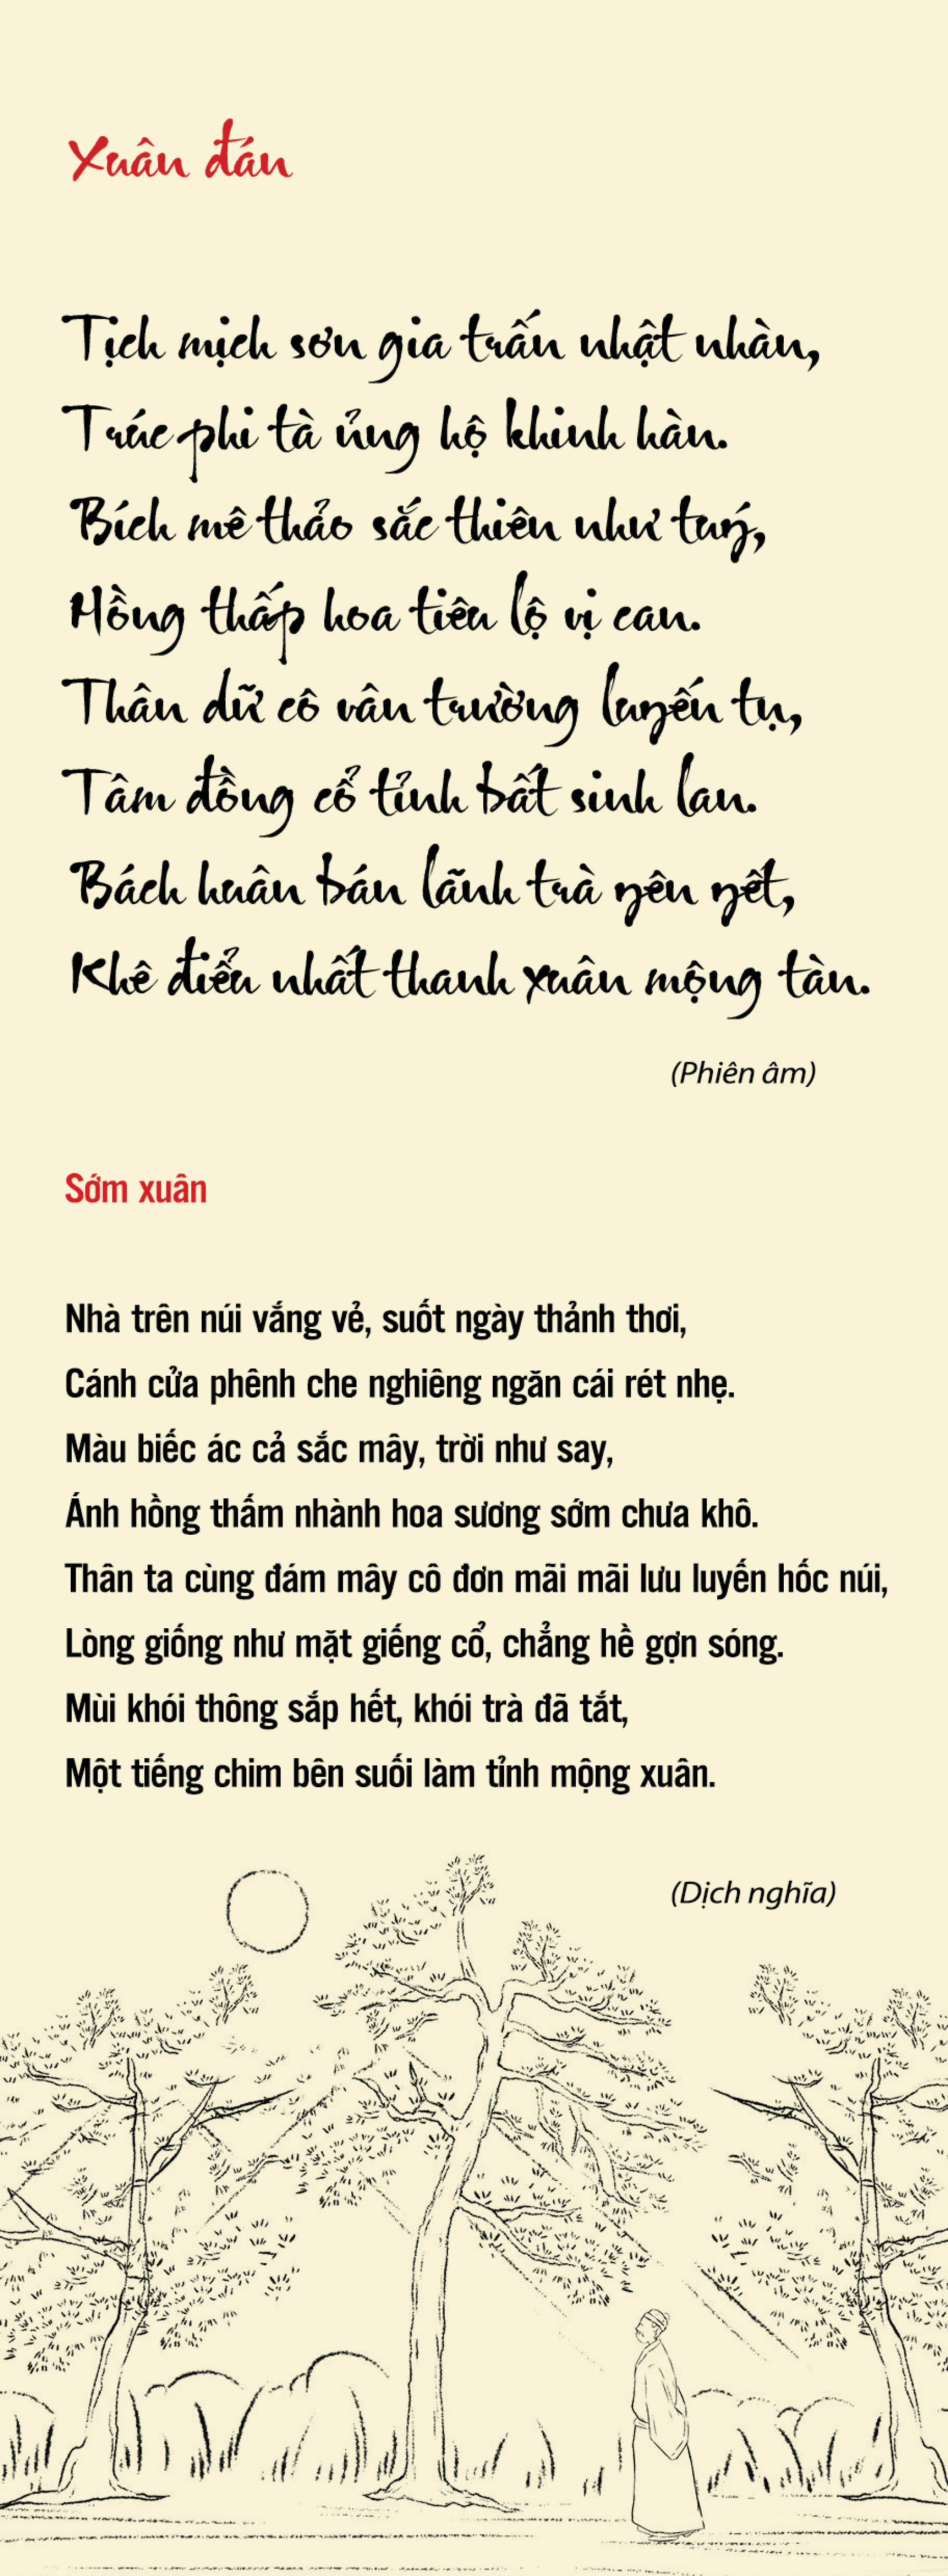 Xuân đán
Tịch mịch sơn gia trấn nhật nhàn,
Trúc phi tà ủng hộ khinh hàn.
Bích mê thảo sắc thiên như tuý,
Hồng thấp hoa tiêu lộ vị can.
Thân dữ cô vân trường luyến tụ,
Tâm đồng cổ tỉnh bất sinh lan.
Bách huân bán lãnh trà yên yết,
Khê điểu nhất thanh xuân mộng tàn.
(Phiên âm)
Sớm xuân
Nhà trên núi vắng vẻ, suốt ngày thảnh thơi,
Cánh cửa phênh che nghiêng ngăn cái rét nhẹ.
Màu biếc ác cả sắc mây, trời như say,
Ánh hồng thấm nhành hoa sương sớm chưa khô.
Thân ta cùng đám mây cô đơn mãi mãi lưu luyến hốc núi,
Lòng giống như mặt giếng cổ, chẳng hề gợn sóng.
Mùi khói thông sắp hết, khói trà đã tắt,
Một tiếng chim bên suối làm tỉnh mộng xuân.
(Dịch nghĩa)